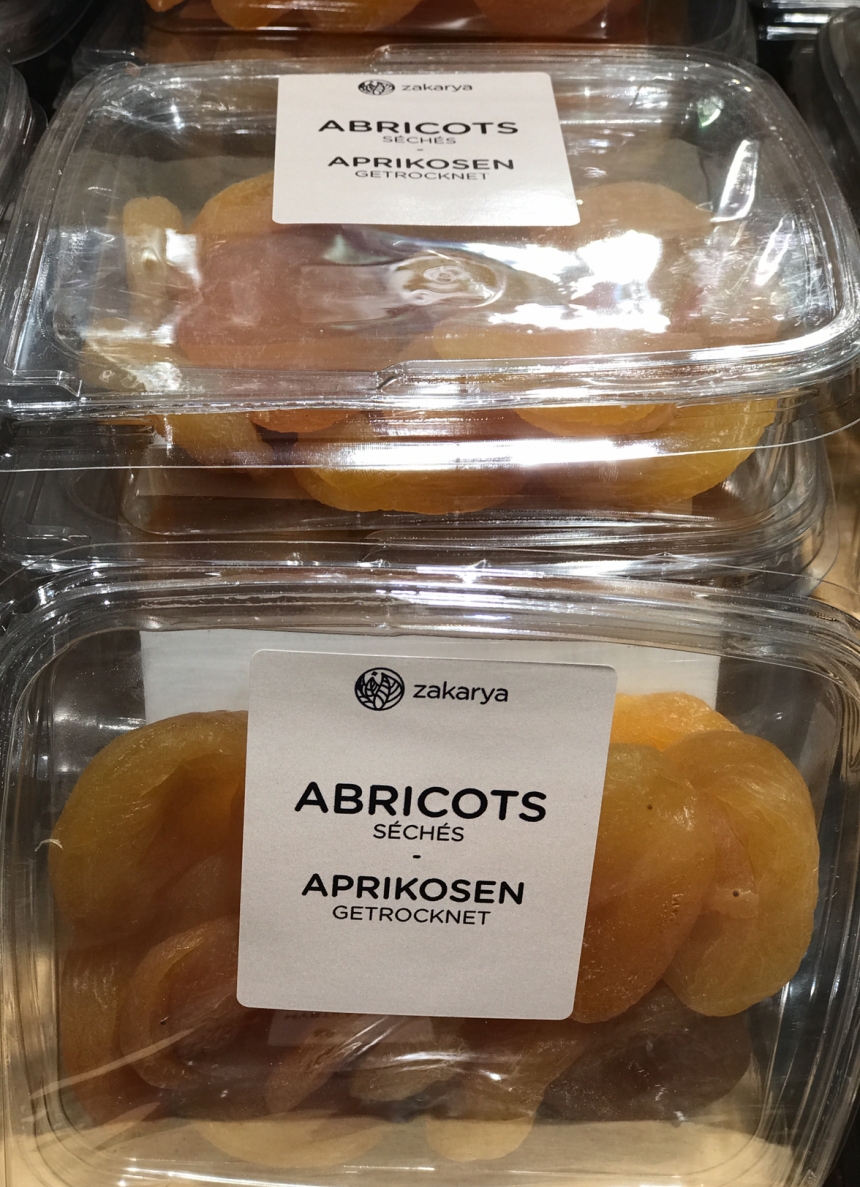 zakarya
ABRICOTS
SÉCHÉS
-
APRIKOSEN
GETROCKNET
zakarya
ABRICOTS
SÉCHÉS
-
APRIKOSEN
GETROCKNET